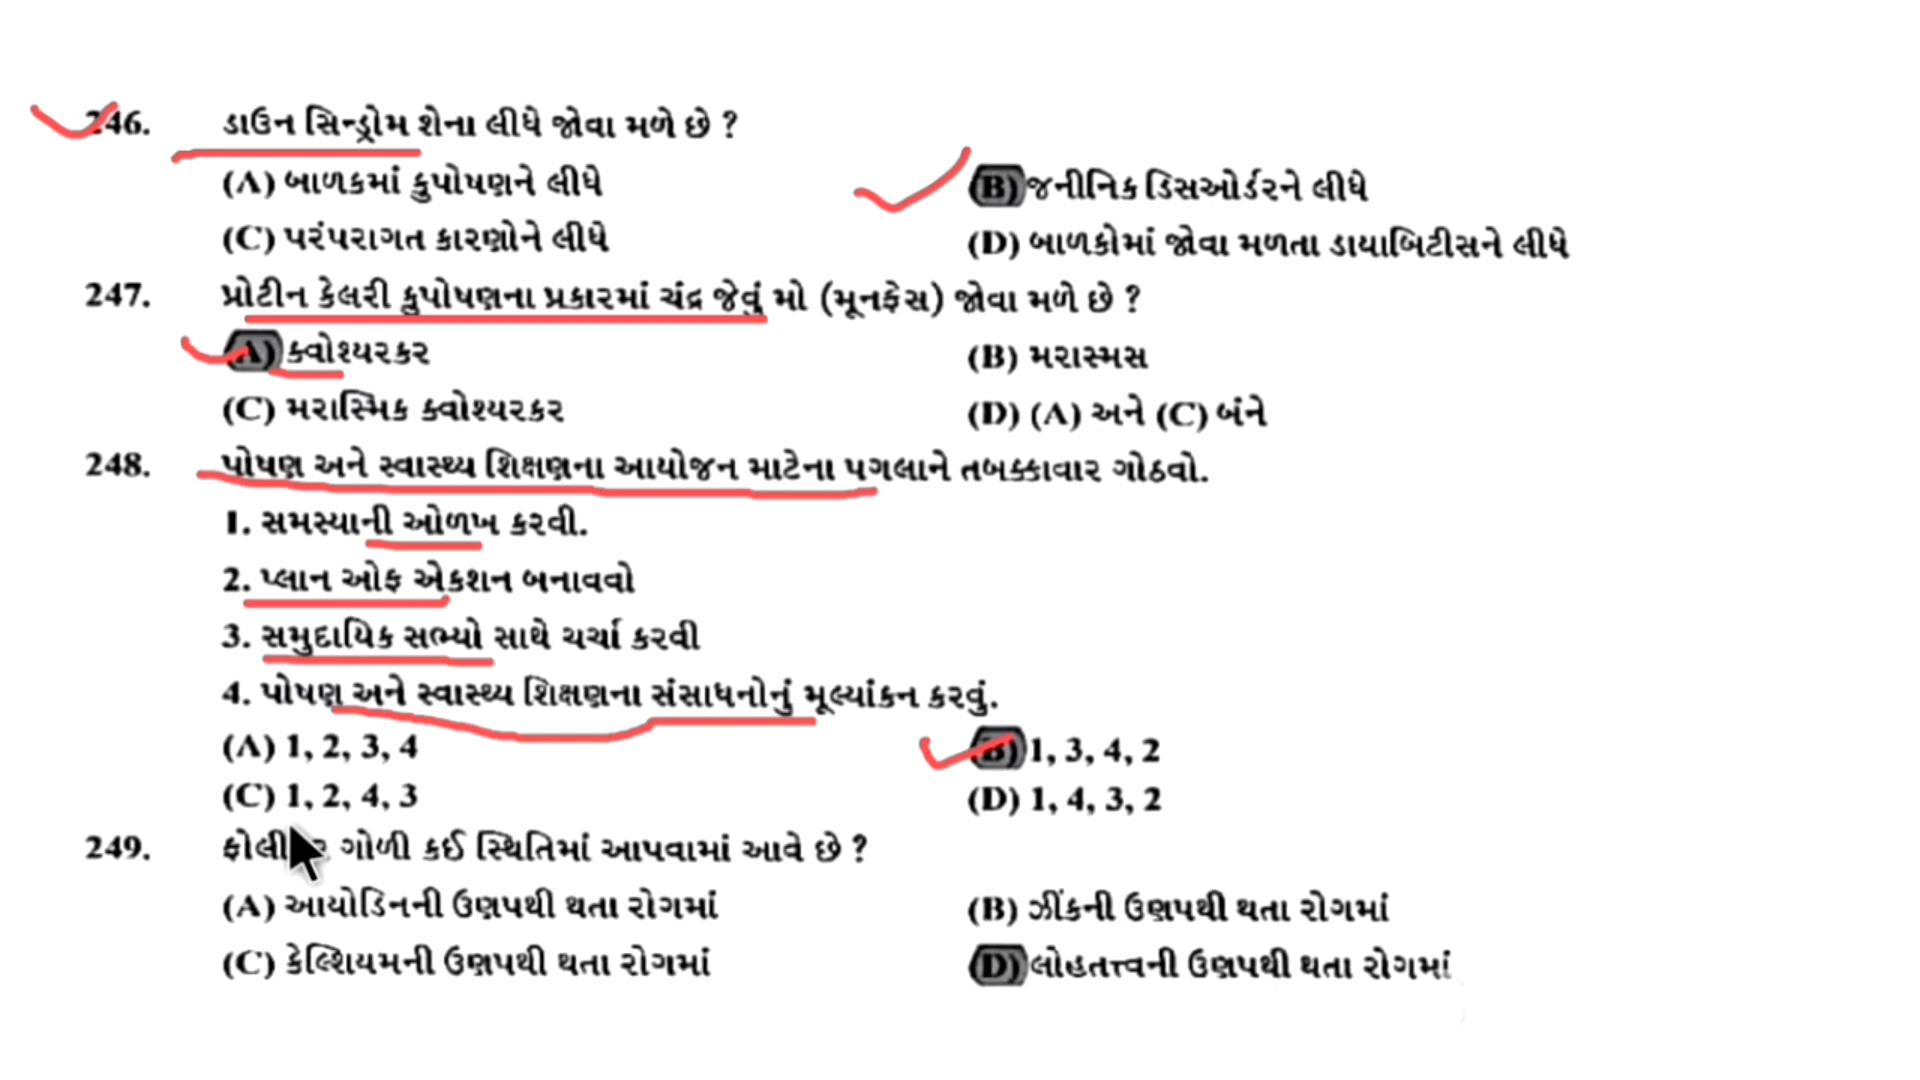 246. ડાઉન સિન્ડ્રોમ શેના લીધે જોવા મળે છે ?
(A) બાળકમાં કુપોષણને લીધે (B) જનીનિક ડિસઓર્ડરને લીધે
(C) પરંપરાગત કારણોને લીધે (D) બાળકોમાં જોવા મળતા ડાયાબિટીસને લીધે
247. પ્રોટીન કેલરી કુપોષણના પ્રકારમાં ચંદ્ર જેવું મો (મૂનફેસ) જોવા મળે છે ?
(A) ક્વોશ્યરકર (B) મરાસ્મસ
(C) મરાસ્મિક ક્વોશ્યરકર (D) (A) અને (C) બંને
248. પોષણ અને સ્વાસ્થ્ય શિક્ષણના આયોજન માટેના પગલાને તબક્કાવાર ગોઠવો.
1. સમસ્યાની ઓળખ કરવી.
2. પ્લાન ઓફ એકશન બનાવવો
3. સમુદાયિક સભ્યો સાથે ચર્ચા કરવી
4. પોષણ અને સ્વાસ્થ્ય શિક્ષણના સંસાધનોનું મૂલ્યાંકન કરવું.
(A) 1, 2, 3, 4 (B) 1, 3, 4, 2
(C) 1, 2, 4, 3 (D) 1, 4, 3, 2
249. ગોળી કઈ સ્થિતિમાં આપવામાં આવે છે ?
(A) આયોડિનની ઉણપથી થતા રોગમાં (B) ઝીંકની ઉણપથી થતા રોગમાં
(C) કેલ્શિયમની ઉણપથી થતા રોગમાં (D) લોહતત્ત્વની ઉણપથી થતા રોગમાં